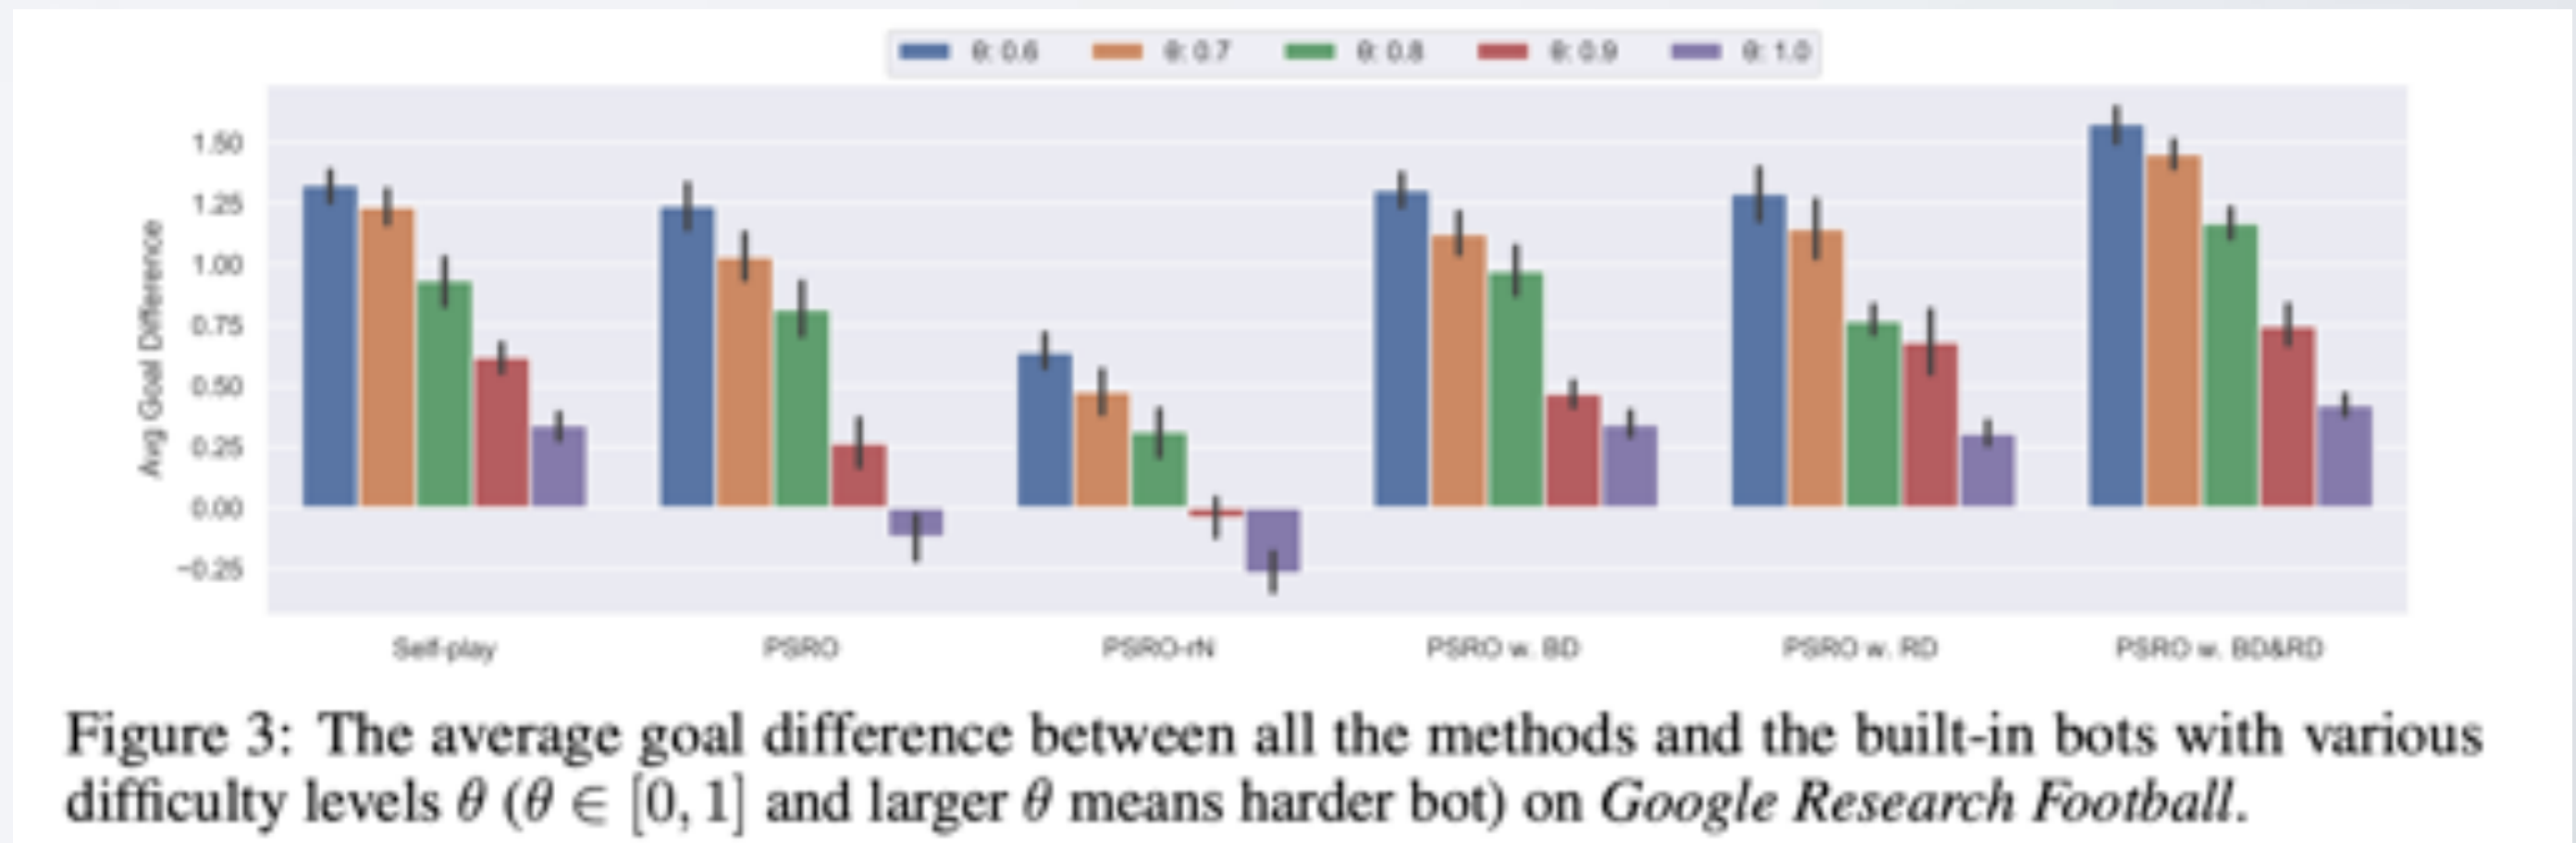 θ: 0.6 θ: 0.7 θ: 0.8 θ: 0.9 θ: 1.0
1.50
1.25
1.00
0.75
0.50
0.25
0.00
−0.25
Avg Goal Difference
Self-play PSRO PSRO-rN PSRO w. BD PSRO w. RD PSRO w. BD&RD
Figure 3: The average goal difference between all the methods and the built-in bots with various
difficulty levels θ (θ ∈ [0, 1] and larger θ means harder bot) on Google Research Football.